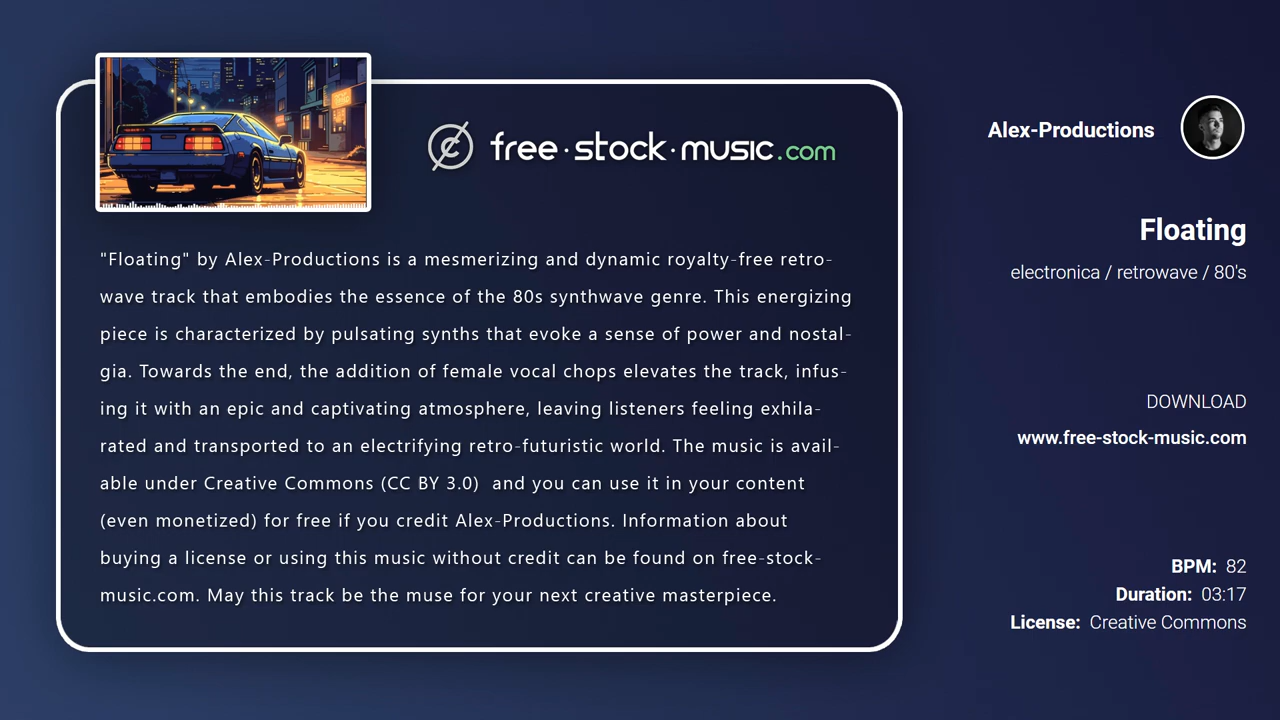 free·stock·music.com
"Floating" by Alex-Productions is a mesmerizing and dynamic royalty-free retro-
wave track that embodies the essence of the 80s synthwave genre. This energizing
piece is characterized by pulsating synths that evoke a sense of power and nostal-
gia. Towards the end, the addition of female vocal chops elevates the track, infus-
ing it with an epic and captivating atmosphere, leaving listeners feeling exhila-
rated and transported to an electrifying retro-futuristic world. The music is avail-
able under Creative Commons (CC BY 3.0)  and you can use it in your content
(even monetized) for free if you credit Alex-Productions. Information about
buying a license or using this music without credit can be found on free-stock-
music.com. May this track be the muse for your next creative masterpiece.
Alex-Productions
Floating
electronica / retrowave / 80's
DOWNLOAD
www.free-stock-music.com
BPM: 82
Duration: 03:17
License: Creative Commons